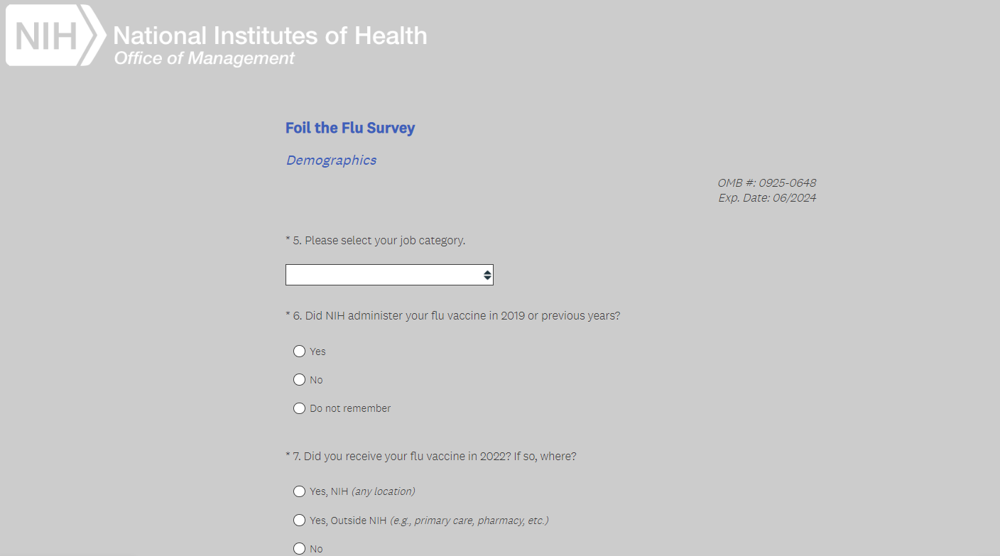 NIH National Institutes of Health
Office of Management
Foil the Flu Survey
Demographics
OMB #: 0925-0648
Exp. Date: 06/2024
* 5. Please select your job category.
* 6. Did NIH administer your flu vaccine in 2019 or previous years?
Yes
No
Do not remember
* 7. Did you receive your flu vaccine in 2022? If so, where?
Yes, NIH (any location)
Yes, Outside NIH (e.g., primary care, pharmacy, etc.)
No